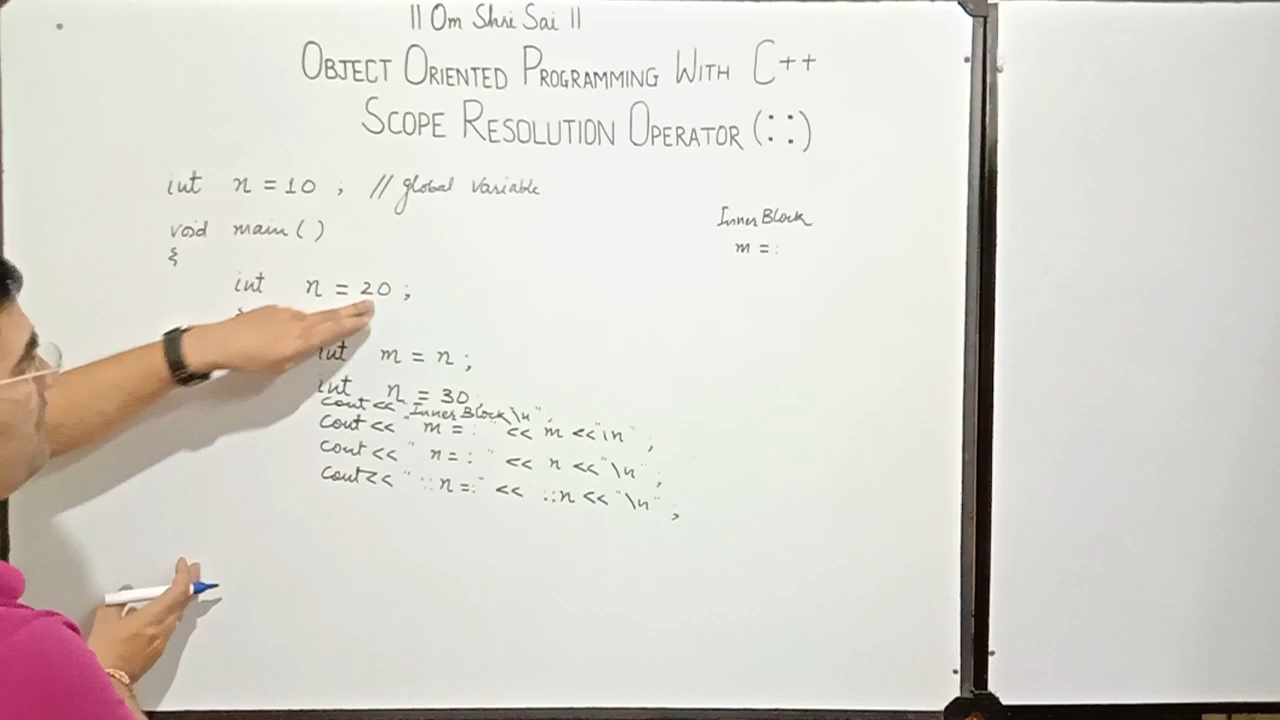 || Om Shri Sai ||
OBJECT ORIENTED PROGRAMMING WITH C++
SCOPE RESOLUTION OPERATOR (::)
int n = 10 ; // global variable
void main ( )
{
int n = 20 ;
{
int m = n ;
int n = 30
cout << "Inner Block \n" ;
cout << " m = : " << m << "\n" ;
cout << " n = : " << n << "\n" ;
cout << " ::n =: " << ::n << "\n" ;
Inner Block
m = :